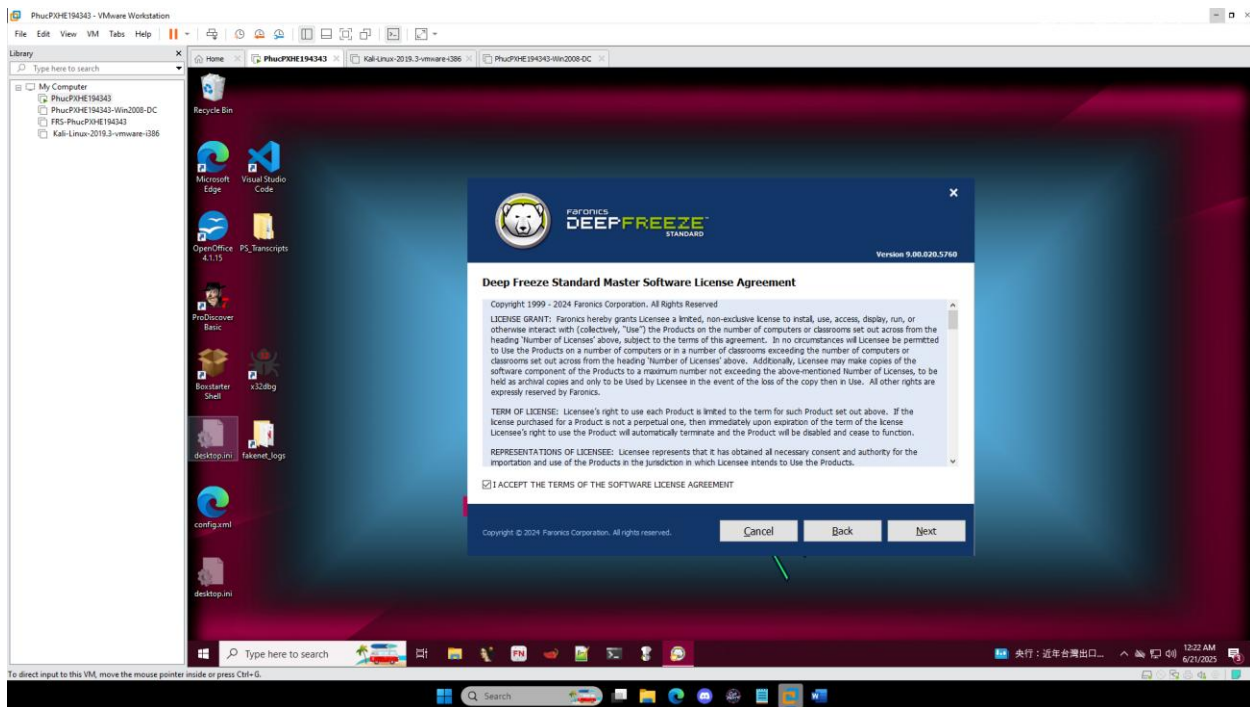 PhucPXHE194343 - VMware Workstation
File Edit View VM Tabs Help
Library
Type here to search
My Computer
PhucPXHE194343
PhucPXHE194343-Win2008-DC
FRS-PhucPXHE194343
Kali-Linux-2019.3-vmware-i386
Home
PhucPXHE194343
Kali-Linux-2019.3-vmware-i386
PhucPXHE194343-Win2008-DC
Recycle Bin
Microsoft Edge
Visual Studio Code
OpenOffice 4.1.15
PS_Transcripts
ProDiscover Basic
Boxstarter Shell
x32dbg
desktop.ini
fakenet_logs
config.xml
desktop.ini
Faronics
DEEPFREEZE
STANDARD
Version 9.00.020.5760
Deep Freeze Standard Master Software License Agreement
Copyright 1999 - 2024 Faronics Corporation. All Rights Reserved
LICENSE GRANT: Faronics hereby grants Licensee a limited, non-exclusive license to install, use, access, display, run, or
otherwise interact with (collectively, "Use") the Products on the number of computers or classrooms set out across from the
heading 'Number of Licenses' above, subject to the terms of this agreement. In no circumstances will Licensee be permitted
to Use the Products on a number of computers or in a number of classrooms exceeding the number of computers or
classrooms set out across from the heading 'Number of Licenses' above. Additionally, Licensee may make copies of the
software component of the Products to a maximum number not exceeding the above-mentioned Number of Licenses, to be
held as archival copies and only to be Used by Licensee in the event of the loss of the copy then in Use. All other rights are
expressly reserved by Faronics.
TERM OF LICENSE: Licensee's right to use each Product is limited to the term for such Product set out above. If the
license purchased for a Product is not a perpetual one, then immediately upon expiration of the term of the license
Licensee's right to use the Product will automatically terminate and the Product will be disabled and cease to function.
REPRESENTATIONS OF LICENSEE: Licensee represents that it has obtained all necessary consent and authority for the
importation and use of the Products in the jurisdiction in which Licensee intends to Use the Products.
I ACCEPT THE TERMS OF THE SOFTWARE LICENSE AGREEMENT
Copyright © 2024 Faronics Corporation. All rights reserved.
Cancel
Back
Next
Type here to search
FN
央行：近年台灣出口...
12:22 AM
6/21/2025
3
To direct input to this VM, move the mouse pointer inside or press Ctrl+G.
Search